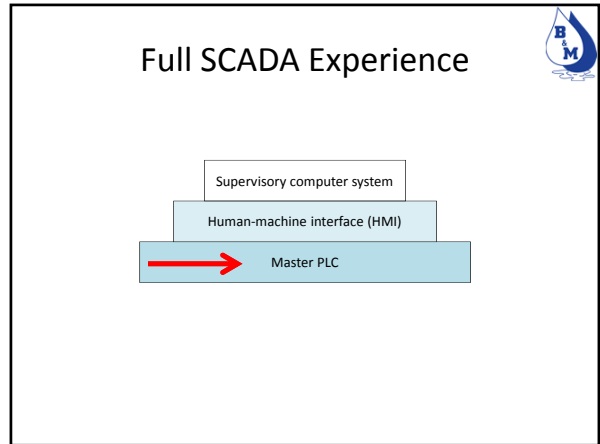 Full SCADA Experience
B
&
M
Supervisory computer system
Human-machine interface (HMI)
Master PLC